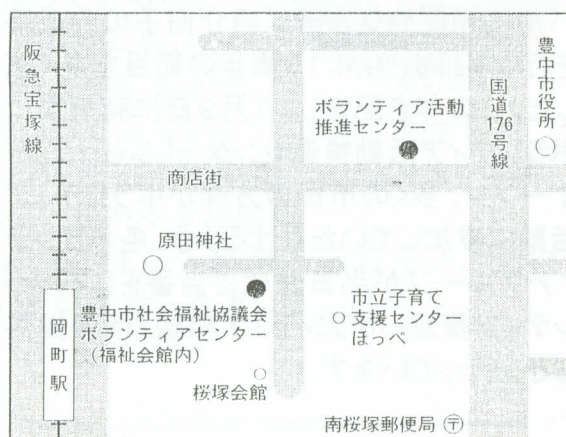 阪急宝塚線
岡町駅
商店街
原田神社
豊中市社会福祉協議会
ボランティアセンター
(福祉会館内)
桜塚会館
ボランティア活動
推進センター
国道176号線
豊中市役所
市立子育て
支援センター
ほっぺ
南桜塚郵便局 〒